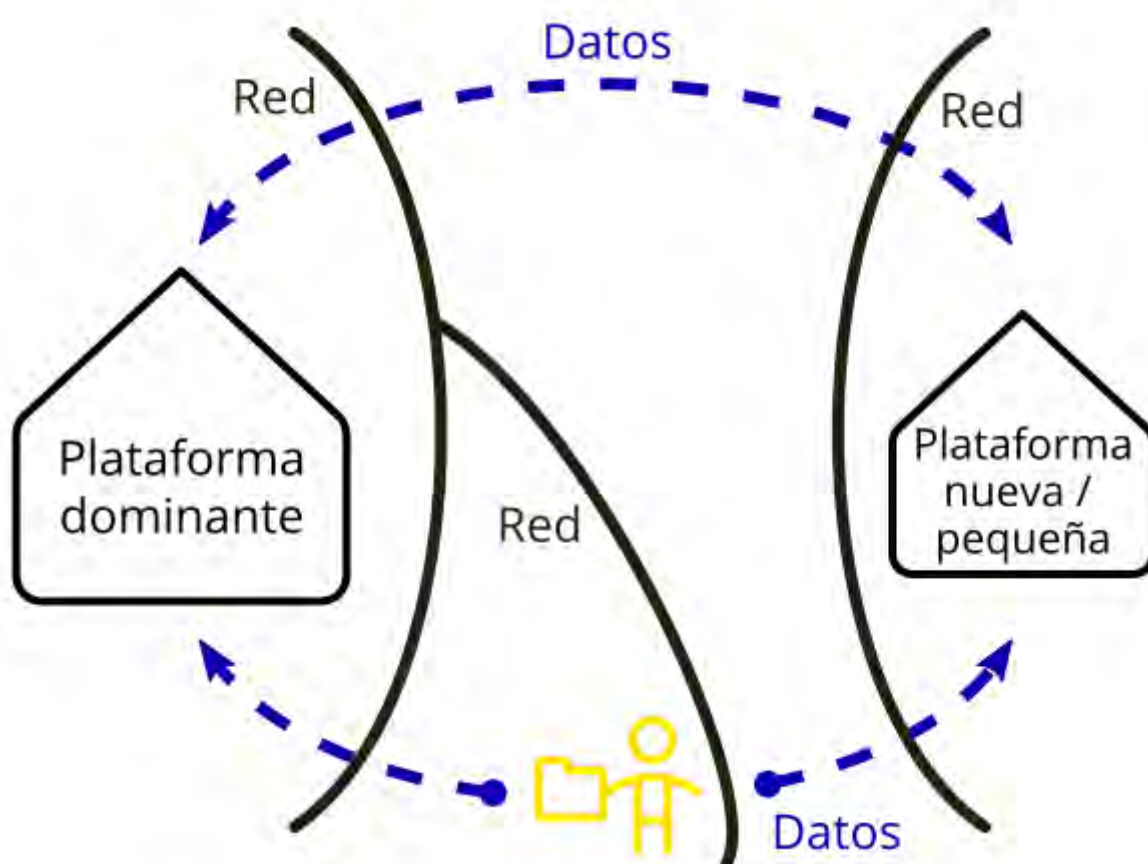 Datos
Red
Red
Plataforma
dominante
Plataforma
nueva /
pequeña
Red
Datos